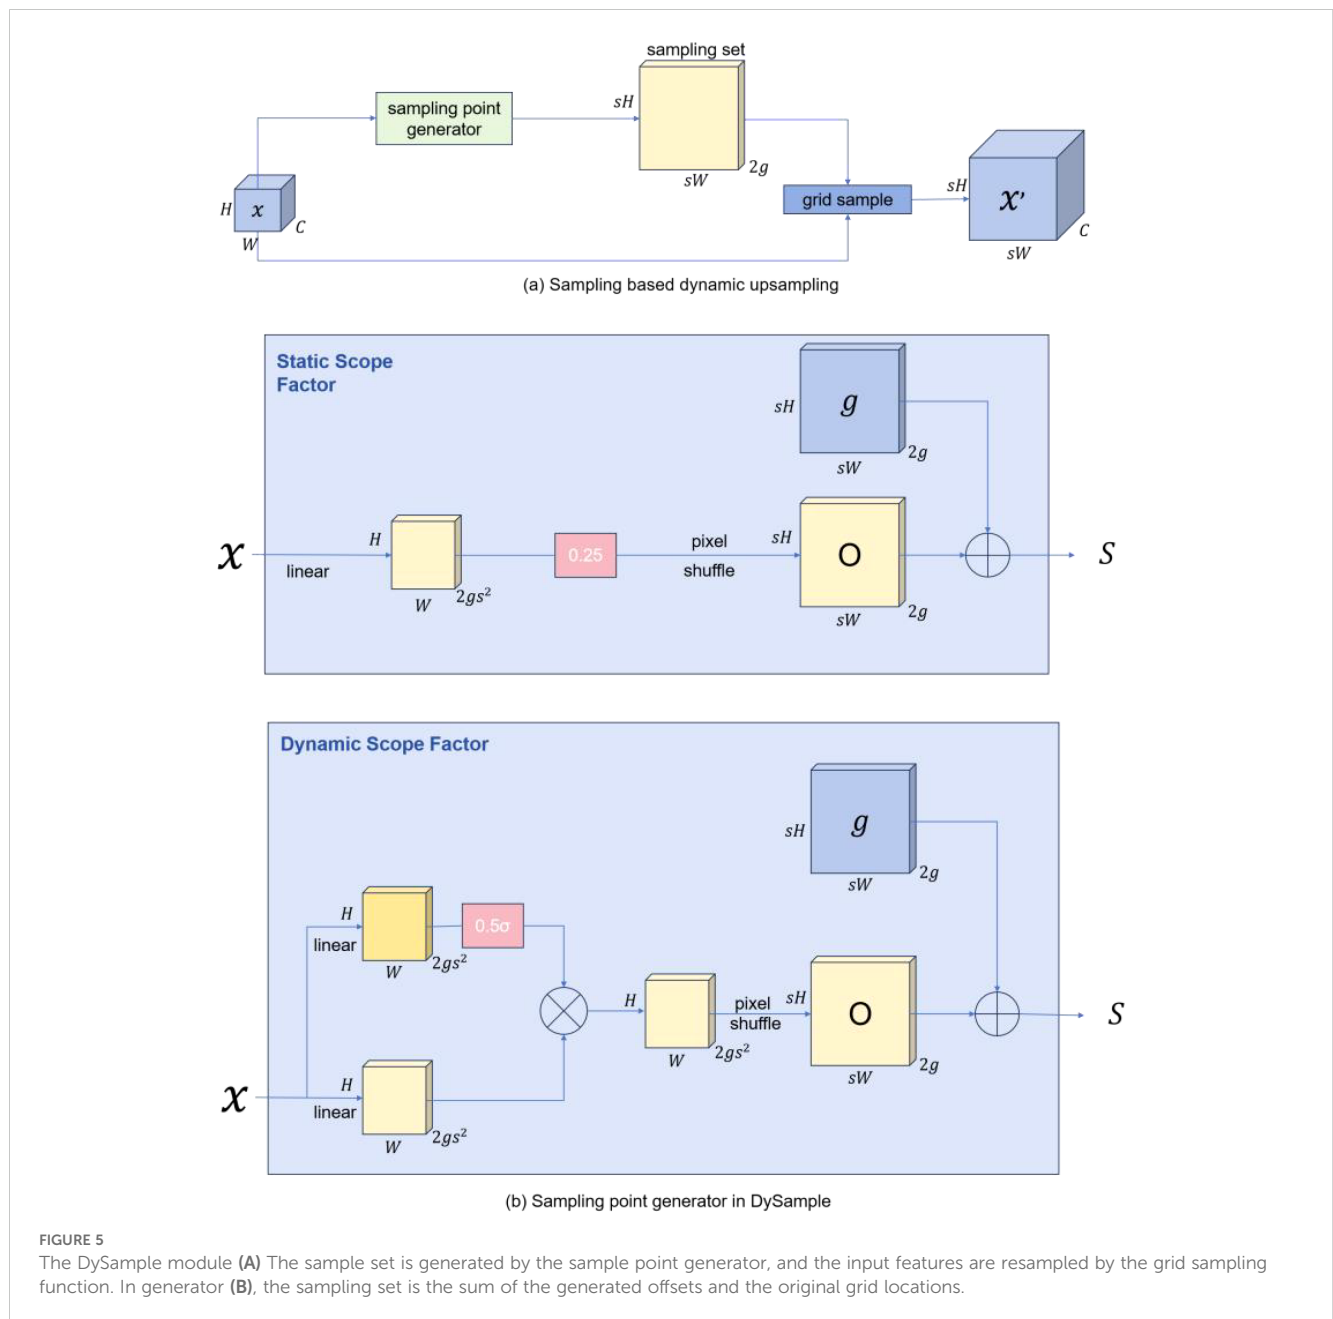 sampling set
sampling point
generator
sH
sW
2g
H
x
W
C
grid sample
sH
x’
sW
C
(a) Sampling based dynamic upsampling
Static Scope
Factor
sH
g
sW
2g
x
linear
H
W
2gs²
0.25
pixel
shuffle
sH
O
sW
2g
S
Dynamic Scope Factor
sH
g
sW
2g
H
linear
W
2gs²
0.5σ
H
W
2gs²
pixel
shuffle
sH
O
sW
2g
S
x
H
linear
W
2gs²
(b) Sampling point generator in DySample
FIGURE 5
The DySample module (A) The sample set is generated by the sample point generator, and the input features are resampled by the grid sampling
function. In generator (B), the sampling set is the sum of the generated offsets and the original grid locations.